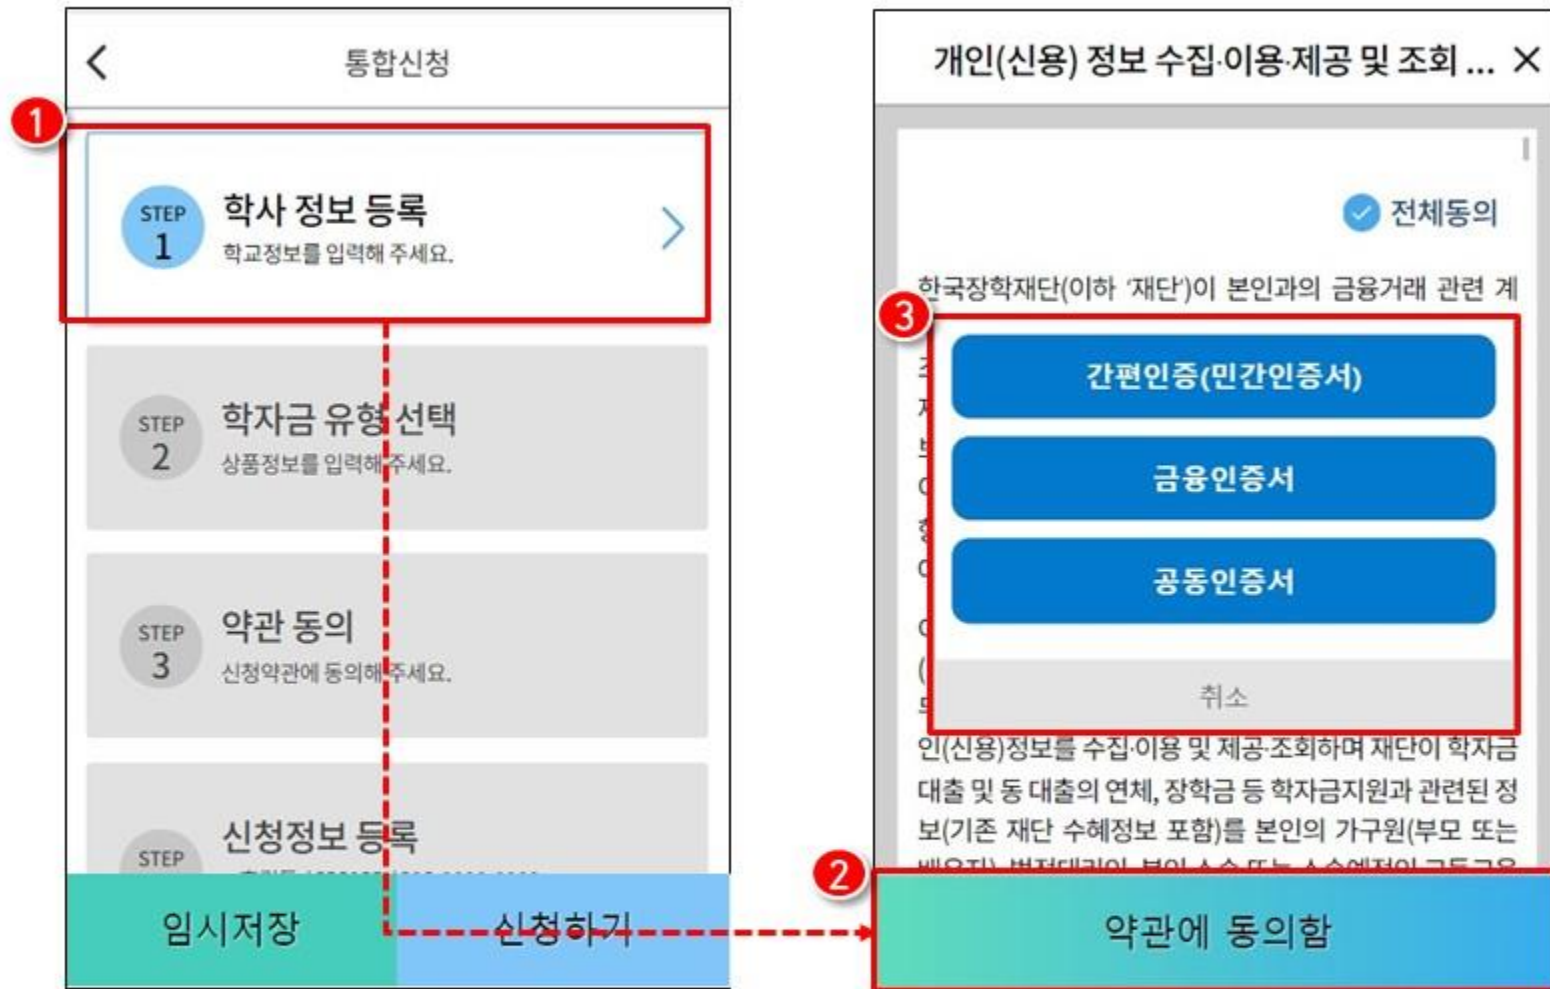 통합신청
1
STEP 1
학사 정보 등록
학교정보를 입력해 주세요.
STEP 2
학자금 유형 선택
상품정보를 입력해 주세요.
STEP 3
약관 동의
신청약관에 동의해 주세요.
STEP
신청정보 등록
임시저장
신청하기
개인(신용) 정보 수집·이용·제공 및 조회 ...
전체동의
한국장학재단(이하 '재단')이 본인과의 금융거래 관련 계
3
간편인증(민간인증서)
금융인증서
공동인증서
취소
인(신용)정보를 수집·이용 및 제공·조회하며 재단이 학자금
대출 및 동 대출의 연체, 장학금 등 학자금지원과 관련된 정
보(기존 재단 수혜정보 포함)를 본인의 가구원(부모 또는
2
약관에 동의함